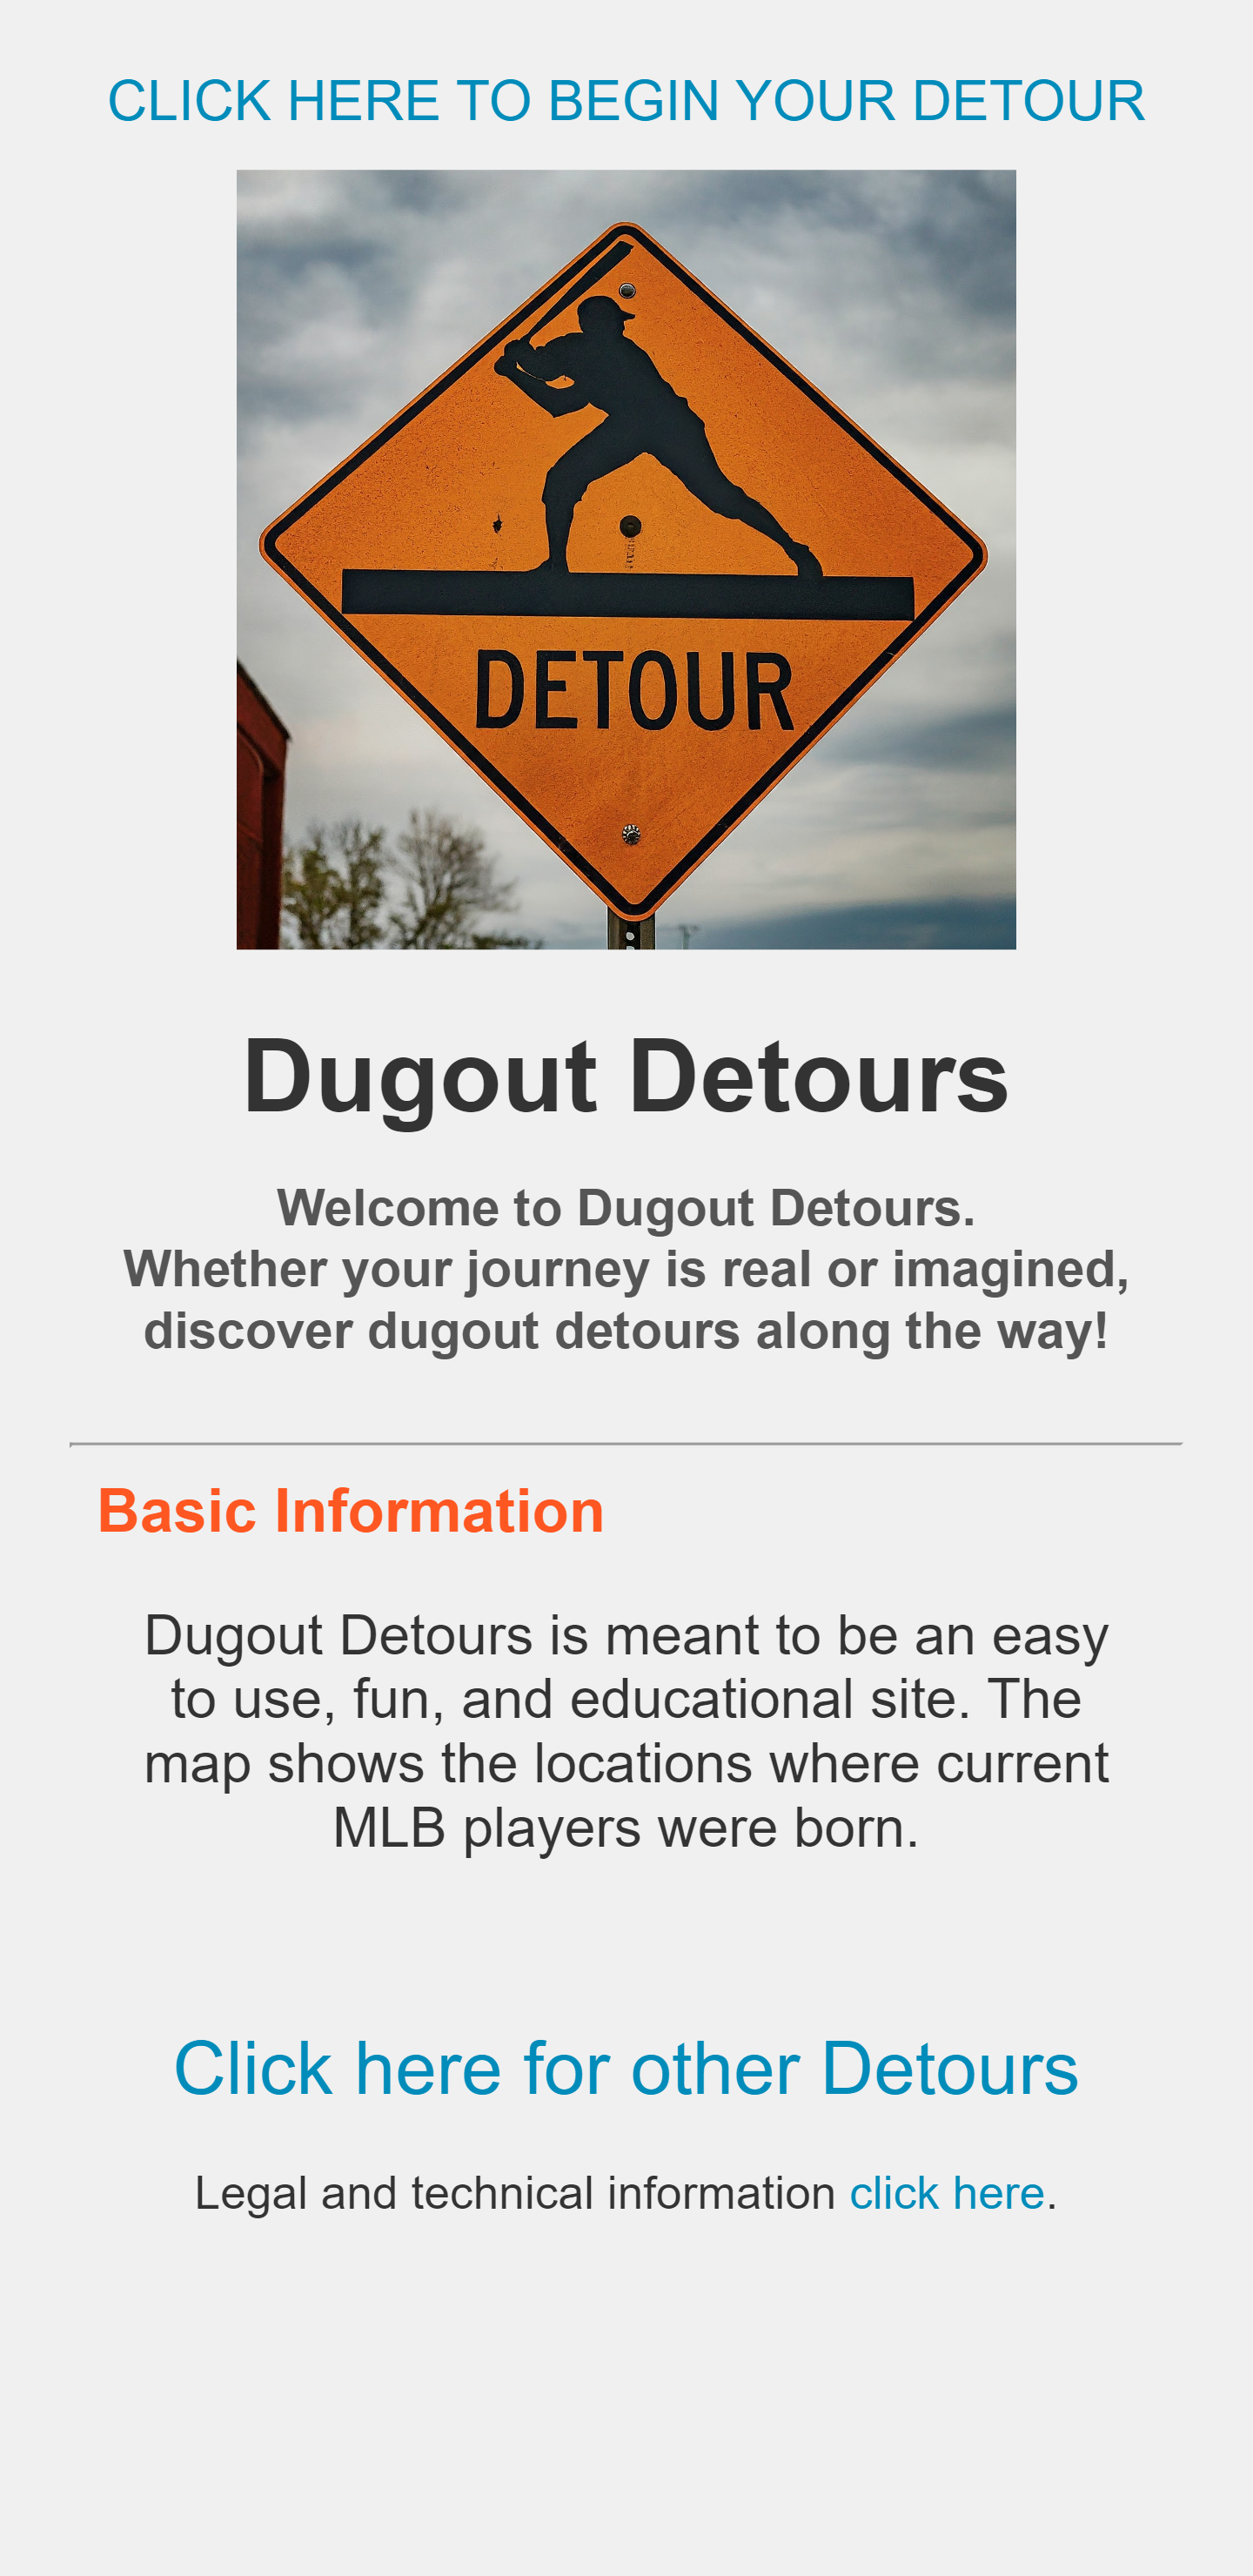 CLICK HERE TO BEGIN YOUR DETOUR
DETOUR
Dugout Detours
Welcome to Dugout Detours.
Whether your journey is real or imagined,
discover dugout detours along the way!
Basic Information
Dugout Detours is meant to be an easy
to use, fun, and educational site. The
map shows the locations where current
MLB players were born.
Click here for other Detours
Legal and technical information click here.